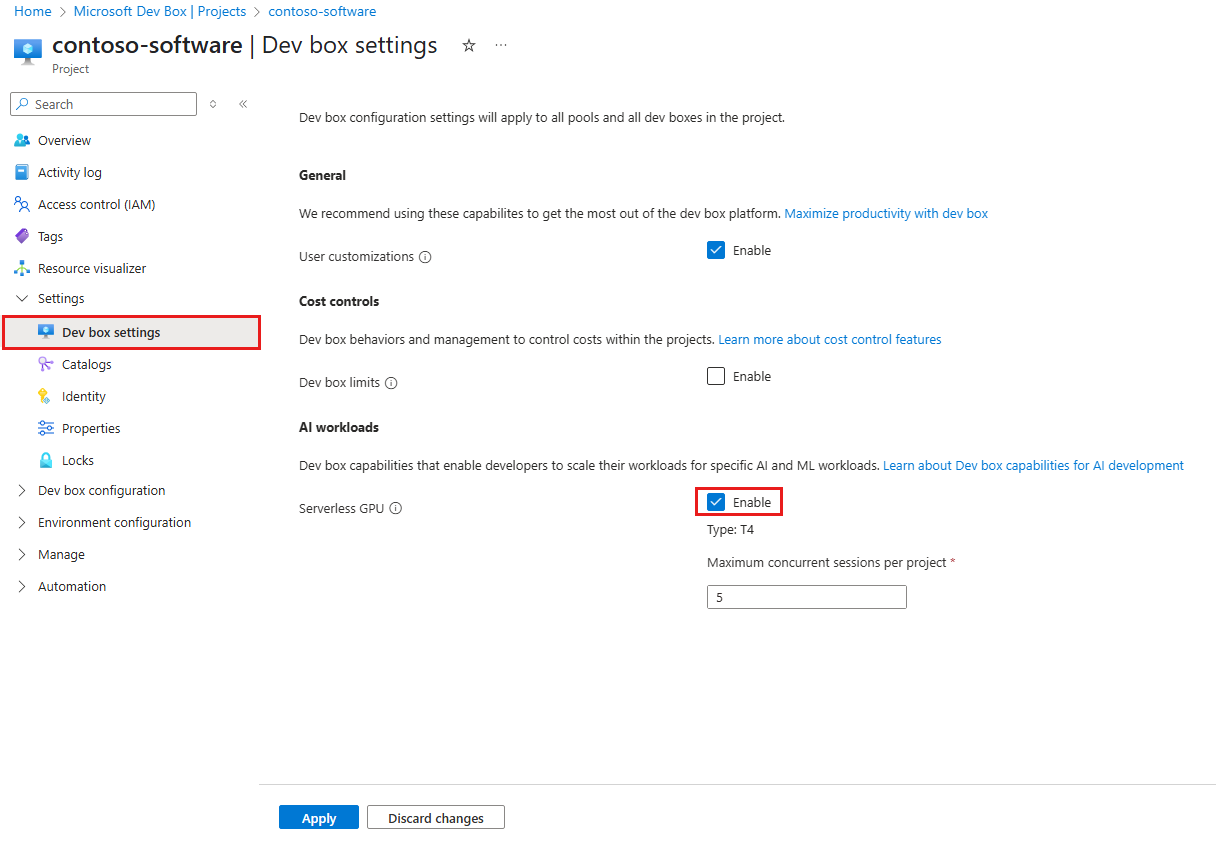 Home > Microsoft Dev Box | Projects > contoso-software
contoso-software | Dev box settings
Project
Search
Overview
Activity log
Access control (IAM)
Tags
Resource visualizer
Settings
Dev box settings
Catalogs
Identity
Properties
Locks
Dev box configuration
Environment configuration
Manage
Automation
Dev box configuration settings will apply to all pools and all dev boxes in the project.
General
We recommend using these capabilites to get the most out of the dev box platform. Maximize productivity with dev box
User customizations
Enable
Cost controls
Dev box behaviors and management to control costs within the projects. Learn more about cost control features
Dev box limits
Enable
AI workloads
Dev box capabilities that enable developers to scale their workloads for specific AI and ML workloads. Learn about Dev box capabilities for AI development
Serverless GPU
Enable
Type: T4
Maximum concurrent sessions per project *
5
Apply
Discard changes